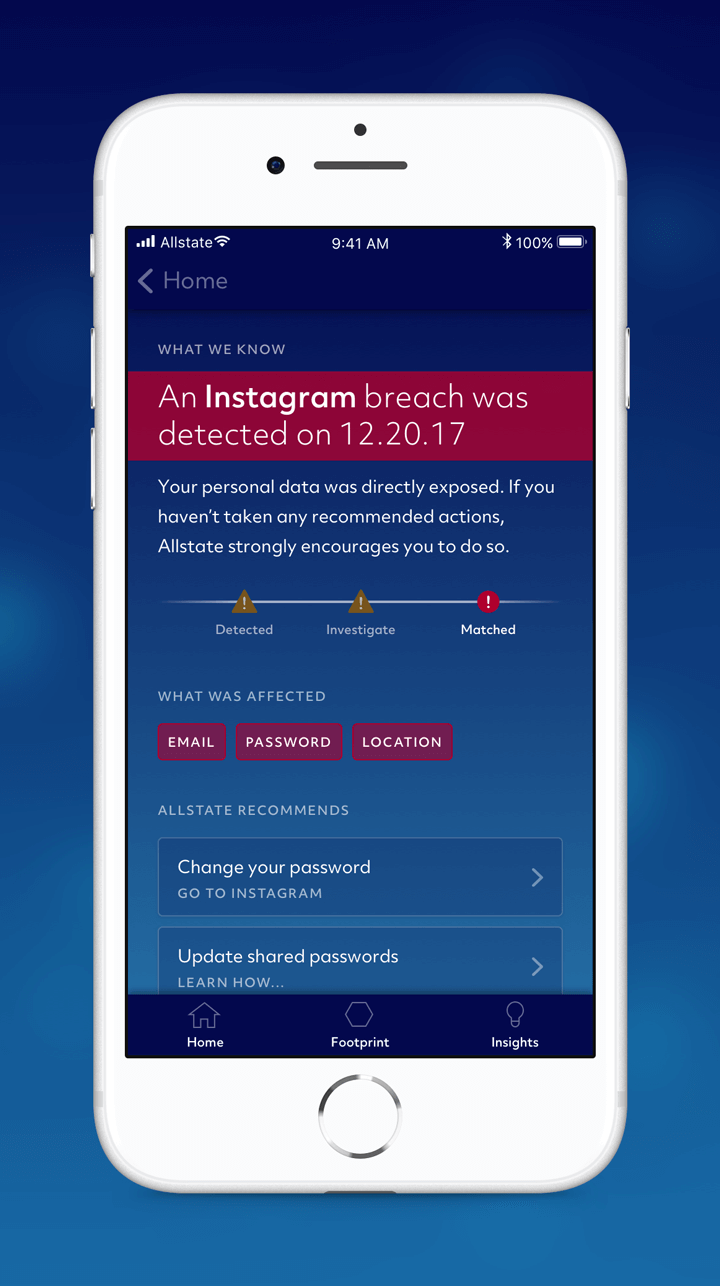 Allstate 9:41 AM 100%
Home
WHAT WE KNOW
An Instagram breach was
detected on 12.20.17
Your personal data was directly exposed. If you
haven’t taken any recommended actions,
Allstate strongly encourages you to do so.
! ! !
Detected Investigate Matched
WHAT WAS AFFECTED
EMAIL PASSWORD LOCATION
ALLSTATE RECOMMENDS
Change your password
GO TO INSTAGRAM
Update shared passwords
LEARN HOW...
Home Footprint Insights